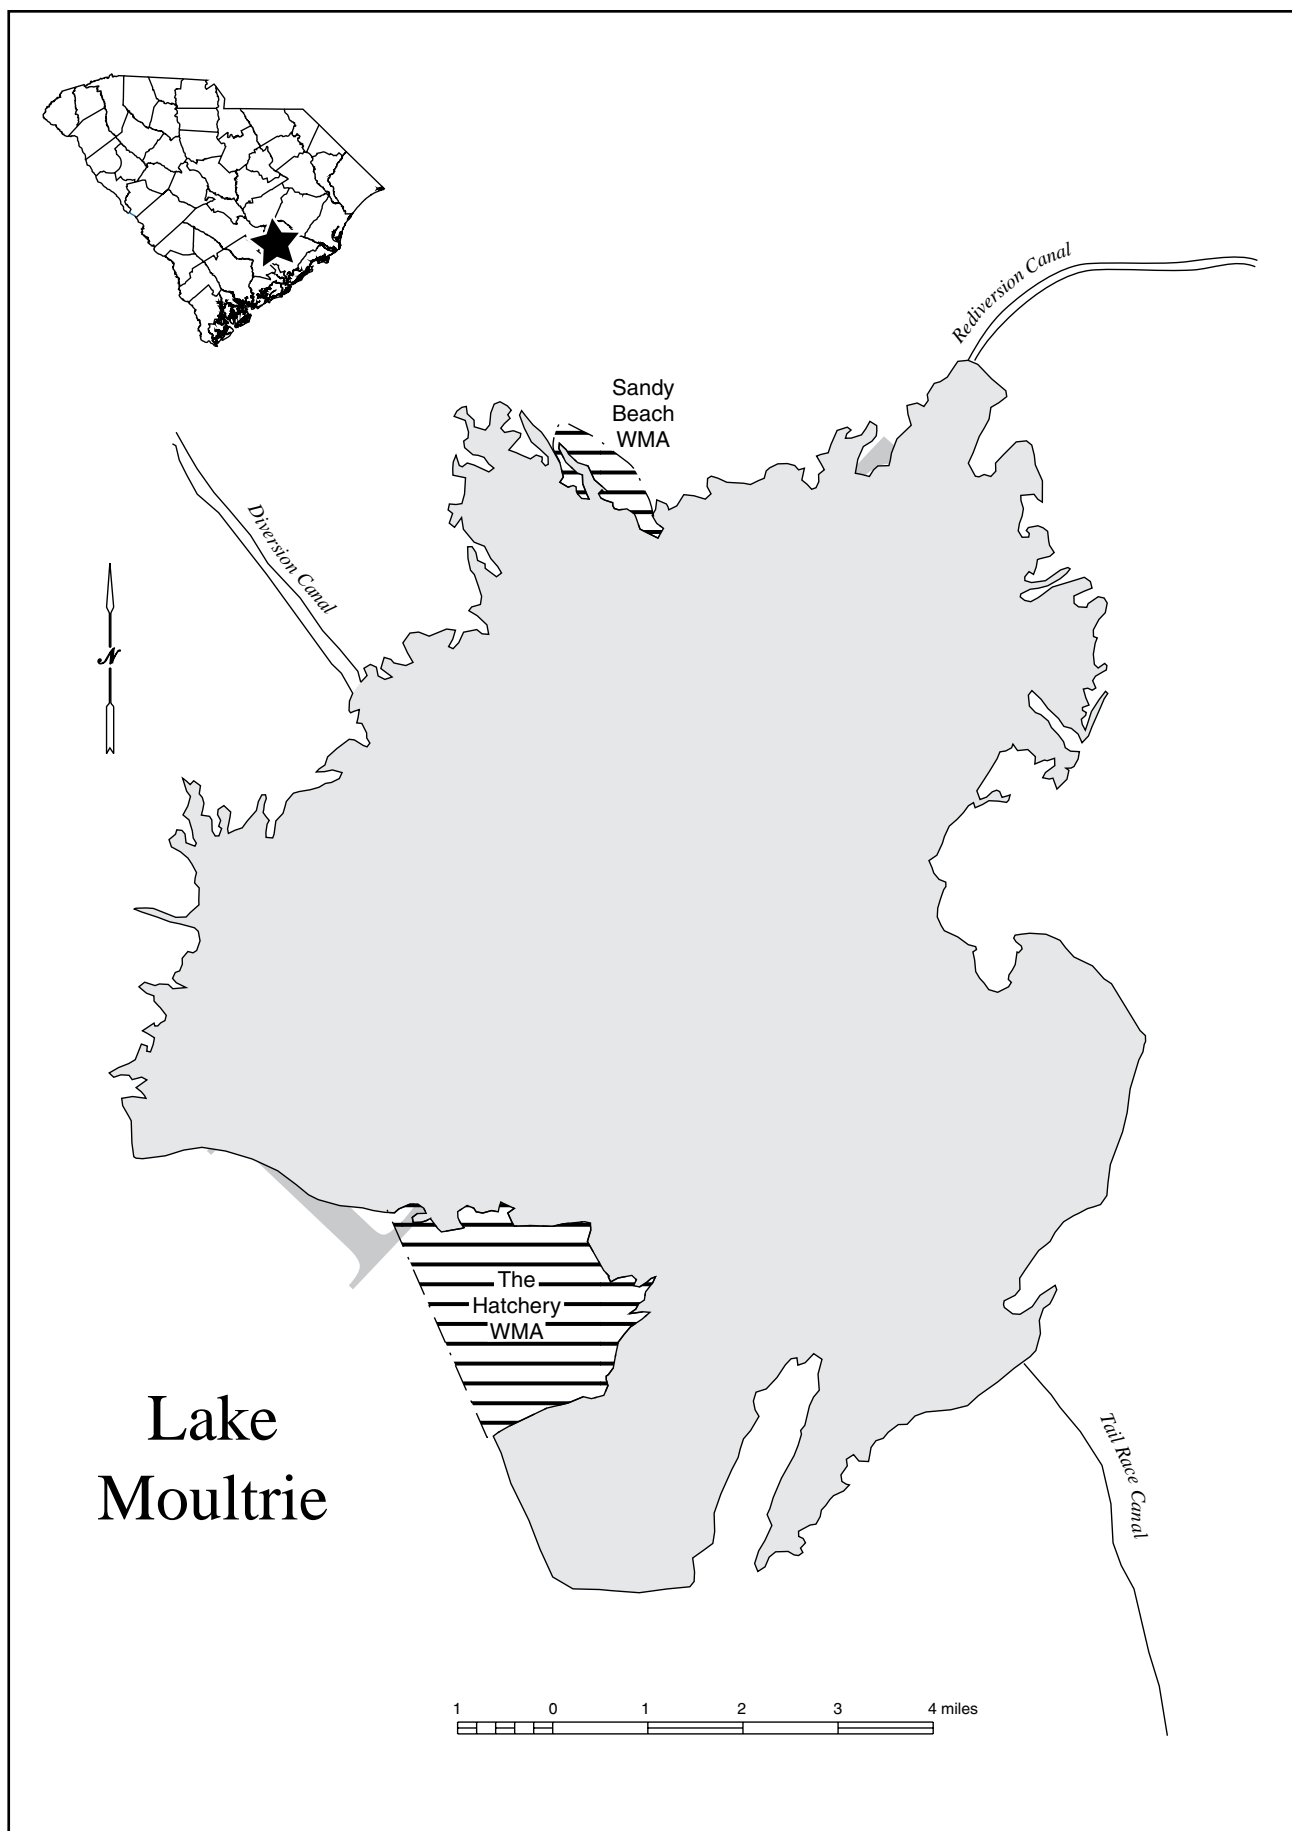 Rediversion Canal
Sandy
Beach
WMA
Diversion Canal
N
The
Hatchery
WMA
Lake
Moultrie
Tail Race Canal
1 0 1 2 3 4 miles